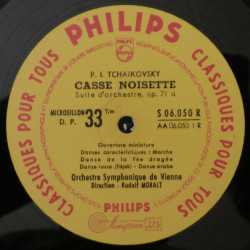 PHILIPS
CLASSIQUES POUR TOUS
CLASSIQUES POUR TOUS
PHILIPS
P. I. TCHAÏKOVSKY
CASSE NOISETTE
Suite d'orchestre, op. 71 a
MICROSILLON
D. P.
33 T/m
S 06.050 R
AA 06.050 1 R
Ouverture miniature
Danses caractéristiques : Marche
Danse de la fée dragée
Danse russe (Trépak) - Danse arabe
Orchestre Symphonique de Vienne
Direction : Rudolf MORALT
PHILIPS